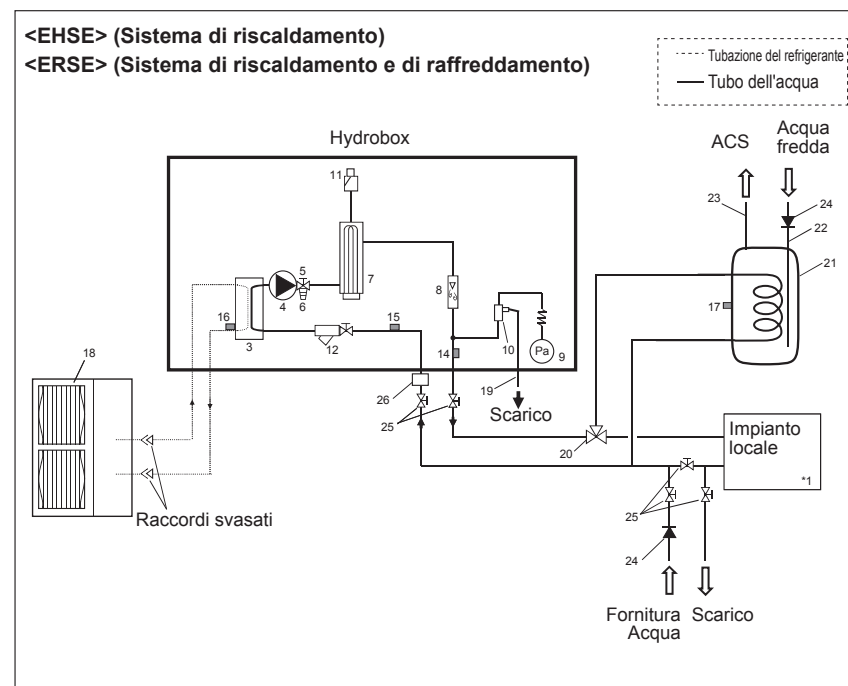 <EHSE> (Sistema di riscaldamento)
<ERSE> (Sistema di riscaldamento e di raffreddamento)
Tubazione del refrigerante
Tubo dell'acqua
Hydrobox
ACS
Acqua
fredda
11
23
24
22
5
7
8
21
6
4
17
16
15
3
12
14
10
Pa
9
18
26
19
25
Scarico
20
Impianto
locale
*1
Raccordi svasati
25
24
Fornitura
Acqua
Scarico